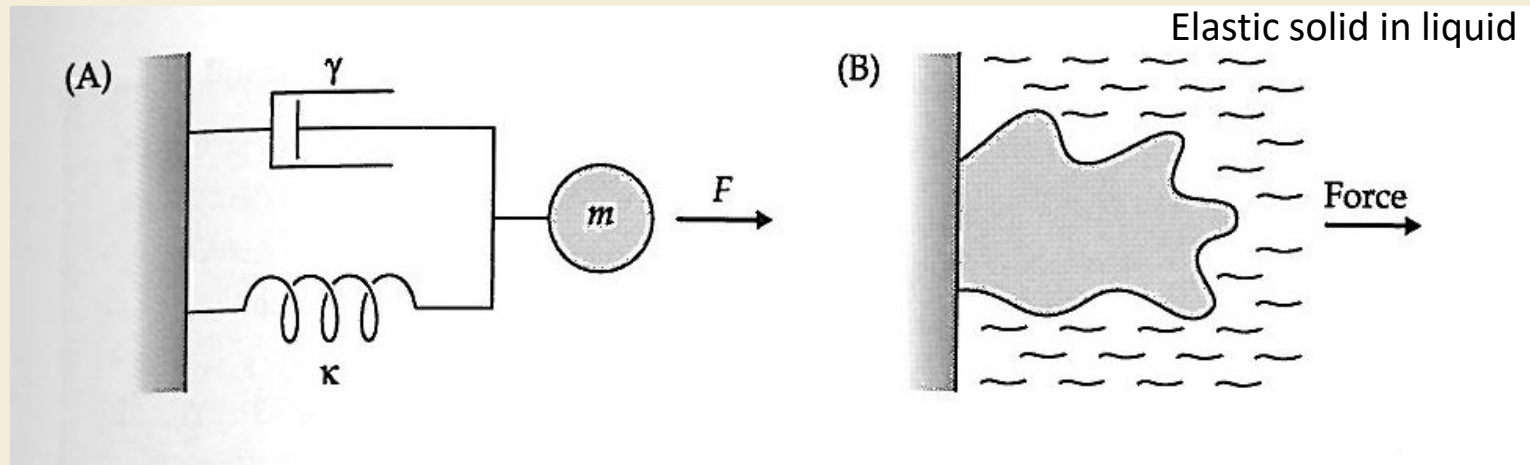 Elastic solid in liquid
(A)
γ
m
F
κ
(B)
Force